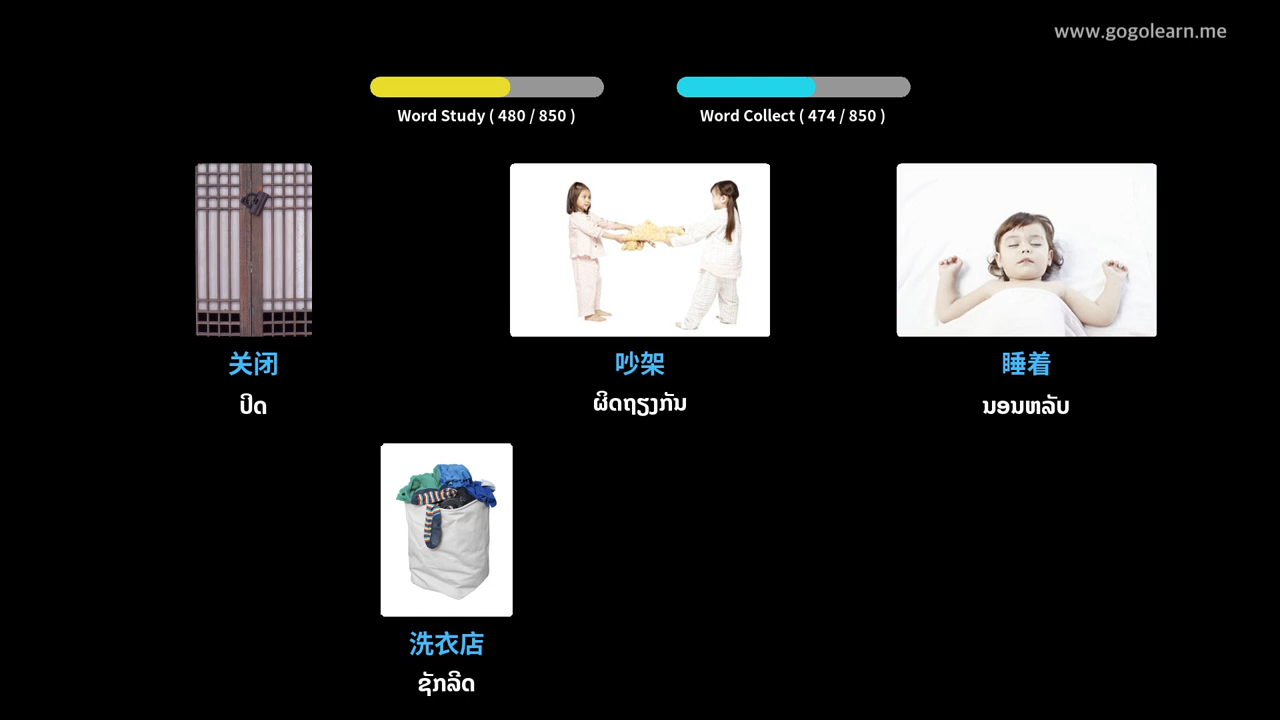 www.gogolearn.me
Word Study ( 480 / 850 )
Word Collect ( 474 / 850 )
关闭
ປິດ
吵架
ຜິດຖຽງກັນ
睡着
ນອນຫລັບ
洗衣店
ຊັກລີດ